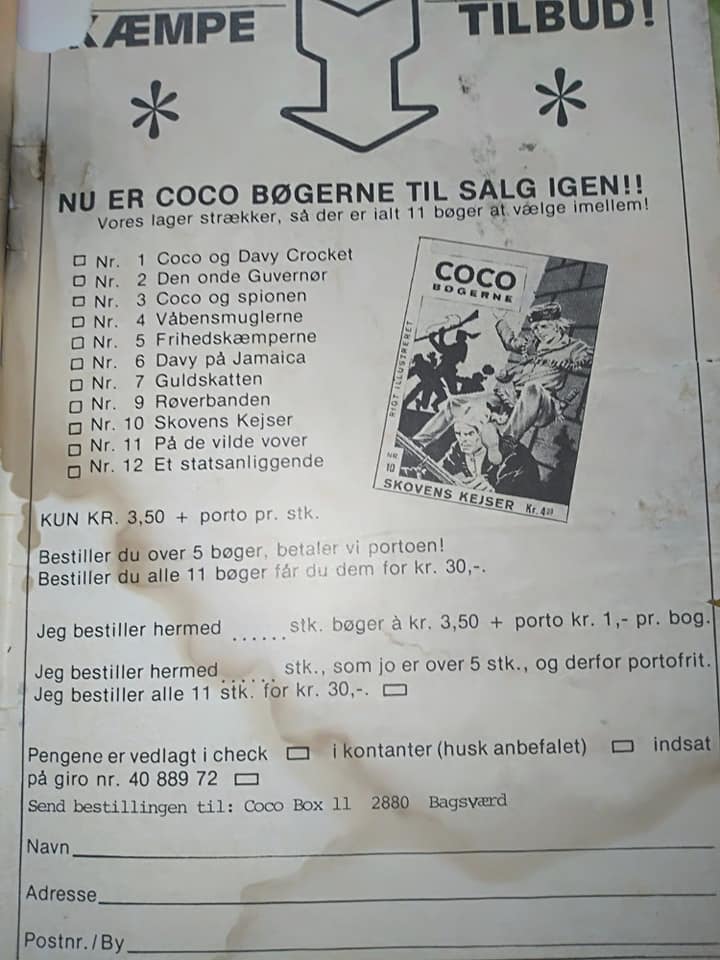 KÆMPE TILBUD!
NU ER COCO BØGERNE TIL SALG IGEN!!
Vores lager strækker, så der er ialt 11 bøger at vælge imellem!
Nr. 1 Coco og Davy Crocket
Nr. 2 Den onde Guvernør
Nr. 3 Coco og spionen
Nr. 4 Våbensmuglerne
Nr. 5 Frihedskæmperne
Nr. 6 Davy på Jamaica
Nr. 7 Guldskatten
Nr. 9 Røverbanden
Nr. 10 Skovens Kejser
Nr. 11 På de vilde vover
Nr. 12 Et statsanliggende
COCO
BØGERNE
RIGT ILLUSTRERET
NR.
10
SKOVENS KEJSER Kr. 4
KUN KR. 3,50 + porto pr. stk.
Bestiller du over 5 bøger, betaler vi portoen!
Bestiller du alle 11 bøger får du dem for kr. 30,-.
Jeg bestiller hermed ...... stk. bøger à kr. 3,50 + porto kr. 1,- pr. bog.
Jeg bestiller hermed ...... stk., som jo er over 5 stk., og derfor portofrit.
Jeg bestiller alle 11 stk. for kr. 30,-.
Pengene er vedlagt i check i kontanter (husk anbefalet) indsat
på giro nr. 40 889 72
Send bestillingen til: Coco Box 11 2880 Bagsværd
Navn
Adresse
Postnr./By